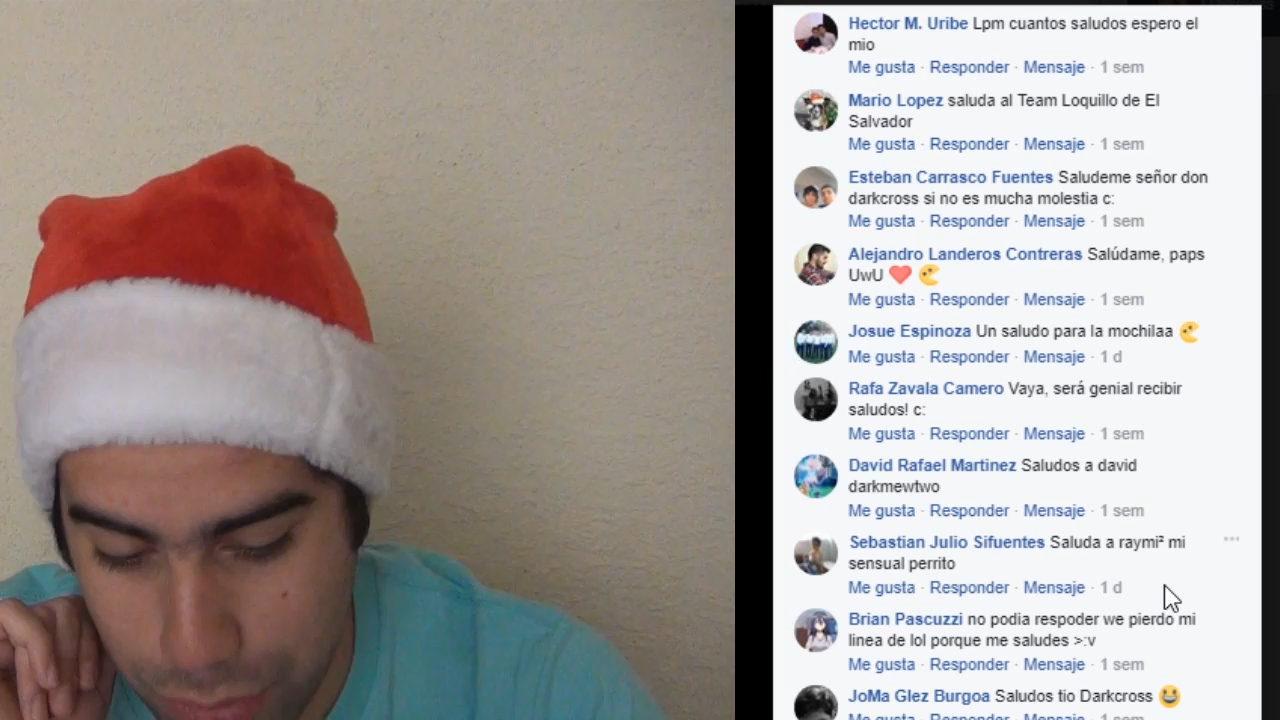 Hector M. Uribe Lpm cuantos saludos espero el
mio
Me gusta · Responder · Mensaje · 1 sem
Mario Lopez saluda al Team Loquillo de El
Salvador
Me gusta · Responder · Mensaje · 1 sem
Esteban Carrasco Fuentes Saludeme señor don
darkcross si no es mucha molestia c:
Me gusta · Responder · Mensaje · 1 sem
Alejandro Landeros Contreras Salúdame, paps
UwU
Me gusta · Responder · Mensaje · 1 sem
Josue Espinoza Un saludo para la mochilaa
Me gusta · Responder · Mensaje · 1 d
Rafa Zavala Camero Vaya, será genial recibir
saludos! c:
Me gusta · Responder · Mensaje · 1 sem
David Rafael Martinez Saludos a david
darkmewtwo
Me gusta · Responder · Mensaje · 1 sem
Sebastian Julio Sifuentes Saluda a raymi² mi
sensual perrito
Me gusta · Responder · Mensaje · 1 d
Brian Pascuzzi no podia respoder we pierdo mi
linea de lol porque me saludes >:v
Me gusta · Responder · Mensaje · 1 sem
JoMa Glez Burgoa Saludos tio Darkcross
Me gusta · Responder · Mensaje · 1 sem